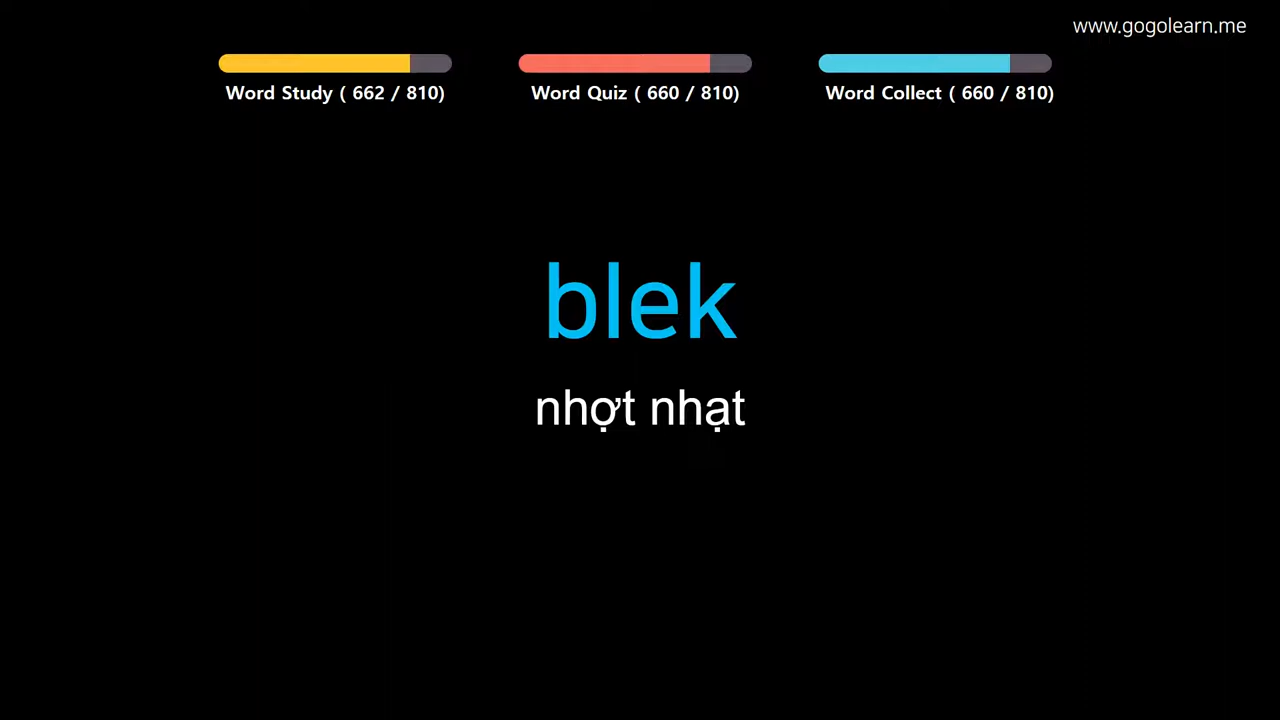 www.gogolearn.me
Word Study ( 662 / 810)
Word Quiz ( 660 / 810)
Word Collect ( 660 / 810)
blek
nhợt nhạt